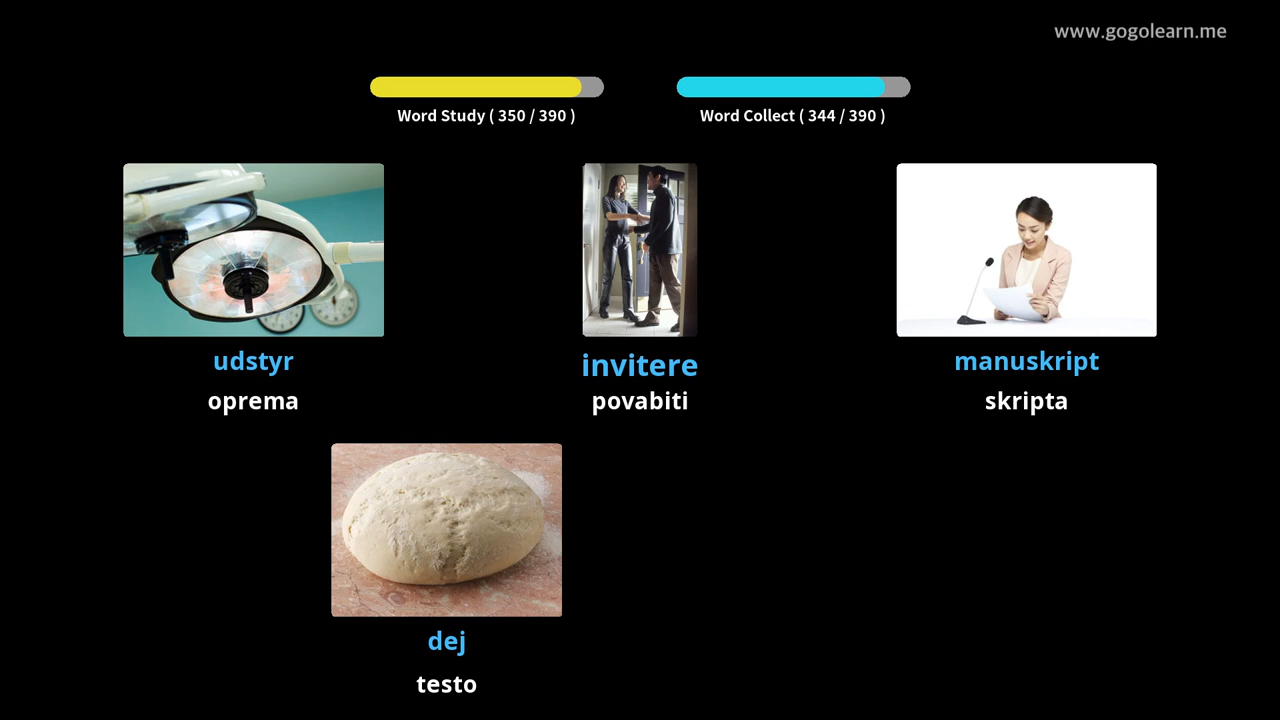 www.gogolearn.me
Word Study ( 350 / 390 )
Word Collect ( 344 / 390 )
udstyr
oprema
invitere
povabiti
manuskript
skripta
dej
testo